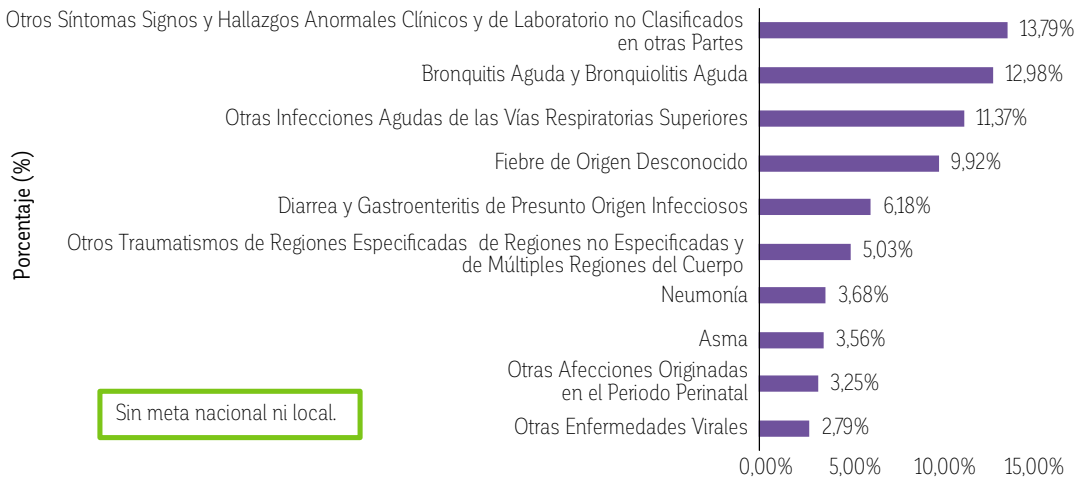 Otros Síntomas Signos y Hallazgos Anormales Clínicos y de Laboratorio no Clasificados
en otras Partes
13,79%
Bronquitis Aguda y Bronquiolitis Aguda
12,98%
Otras Infecciones Agudas de las Vías Respiratorias Superiores
11,37%
Fiebre de Origen Desconocido
9,92%
Diarrea y Gastroenteritis de Presunto Origen Infecciosos
6,18%
Otros Traumatismos de Regiones Especificadas de Regiones no Especificadas y
de Múltiples Regiones del Cuerpo
5,03%
Neumonía
3,68%
Asma
3,56%
Otras Afecciones Originadas
en el Periodo Perinatal
3,25%
Otras Enfermedades Virales
2,79%
Porcentaje (%)
Sin meta nacional ni local.
0,00% 5,00% 10,00% 15,00%